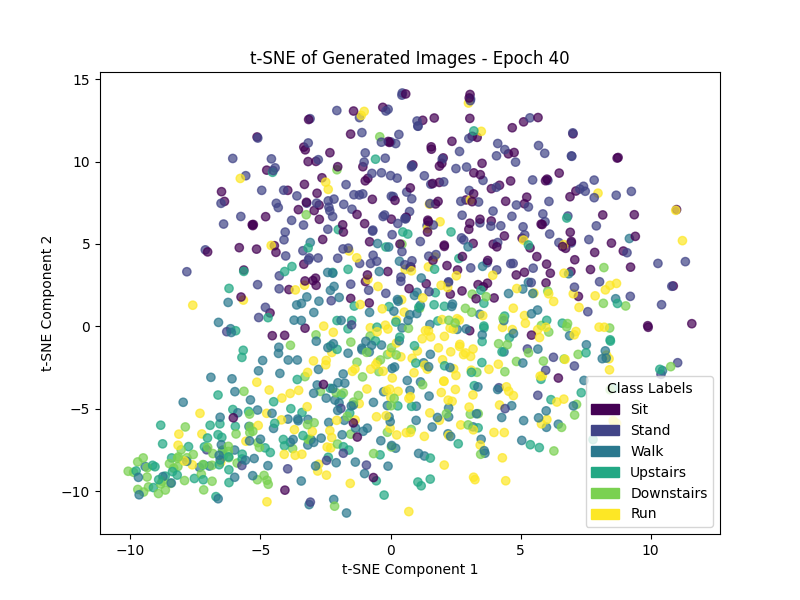 t-SNE of Generated Images - Epoch 40
15
10
5
0
−5
−10
t-SNE Component 2
−10
−5
0
5
10
t-SNE Component 1
Class Labels
Sit
Stand
Walk
Upstairs
Downstairs
Run